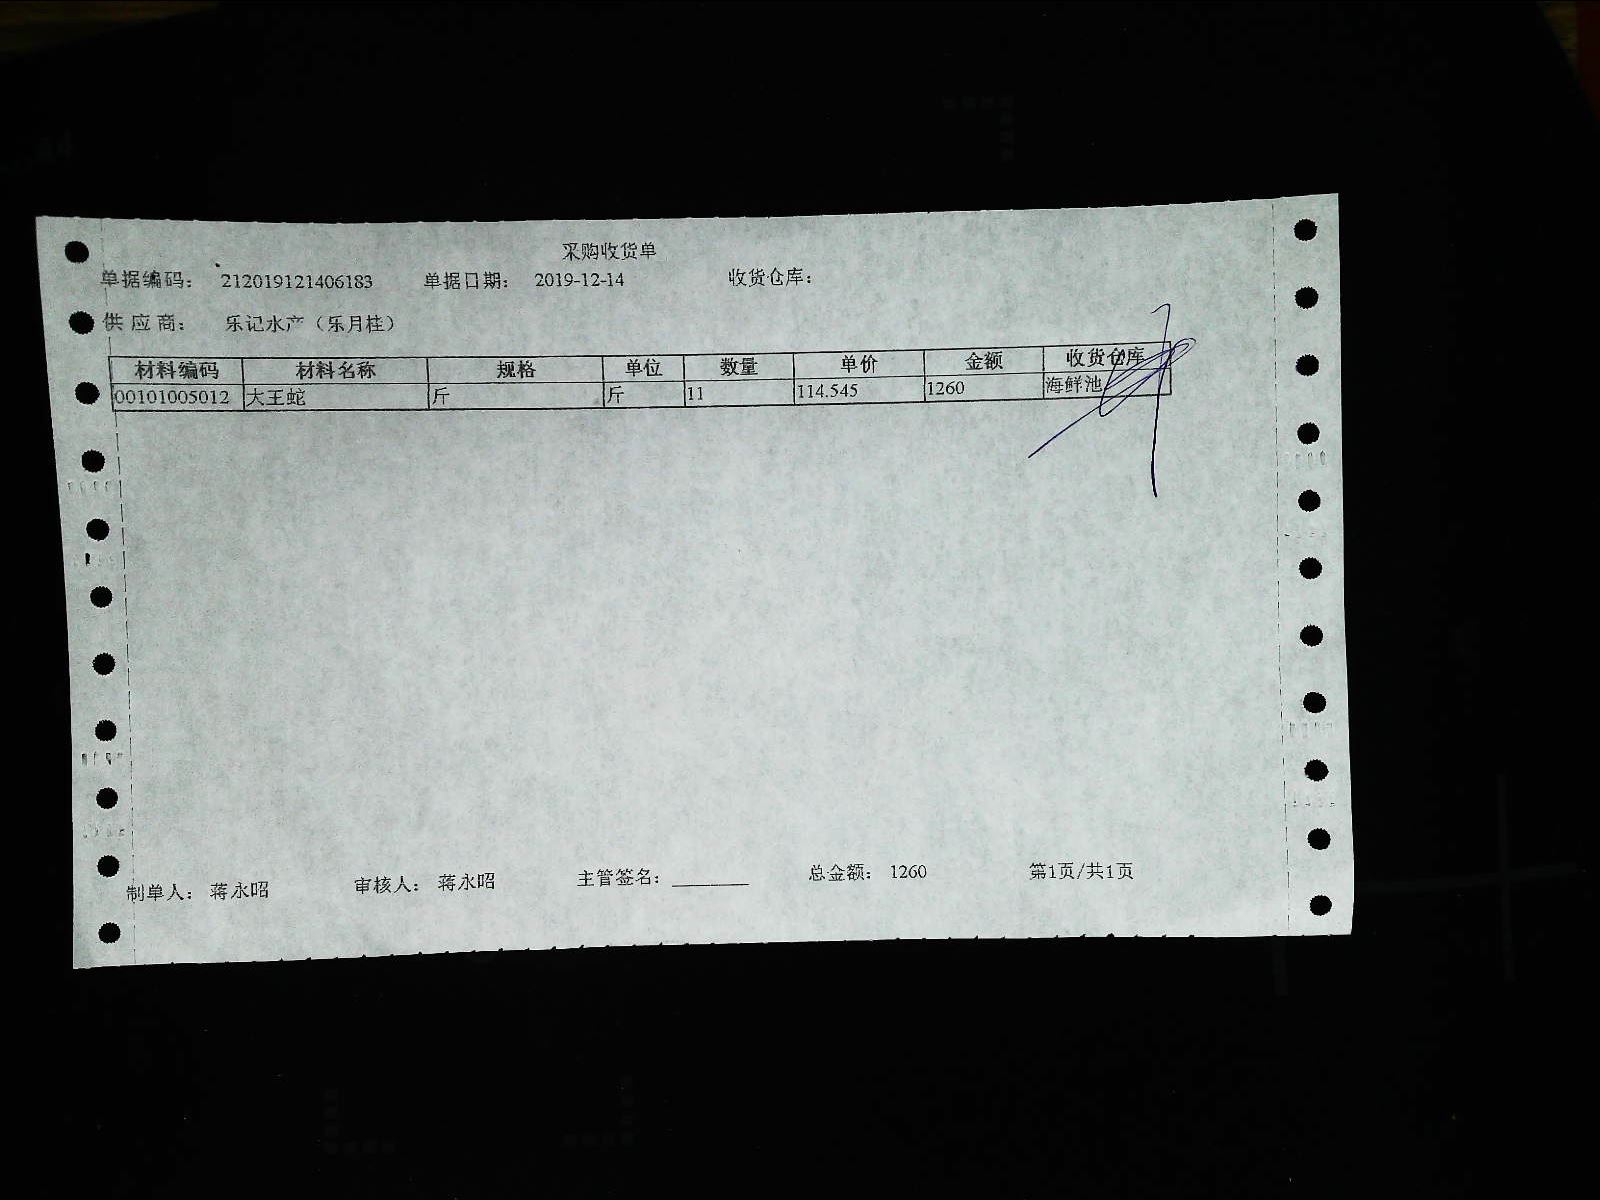 采购收货单
单据编码: 212019121406183 单据日期: 2019-12-14 收货仓库:
供应商: 乐记水产（乐月桂）
材料编码 材料名称 规格 单位 数量 单价 金额 收货仓库
00101005012 大王蛇 斤 斤 11 114.545 1260 海鲜池
制单人: 蒋永昭 审核人: 蒋永昭 主管签名: ________ 总金额: 1260 第1页/共1页